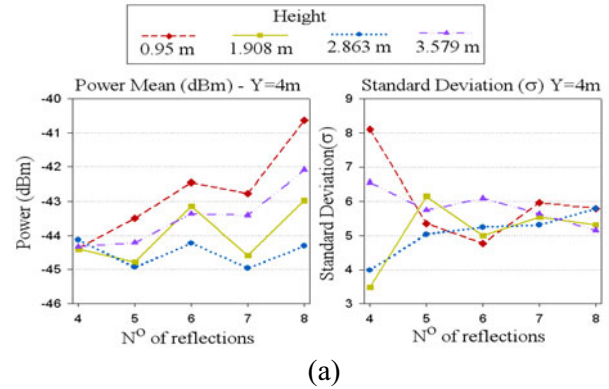 Height
0.95 m 1.908 m 2.863 m 3.579 m
Power Mean (dBm) - Y=4m
-40
-41
-42
-43
-44
-45
-46
Power (dBm)
4 5 6 7 8
Nº of reflections
Standard Deviation (σ) Y=4m
9
8
7
6
5
4
3
Standard Deviation(σ)
4 5 6 7 8
Nº of reflections
(a)